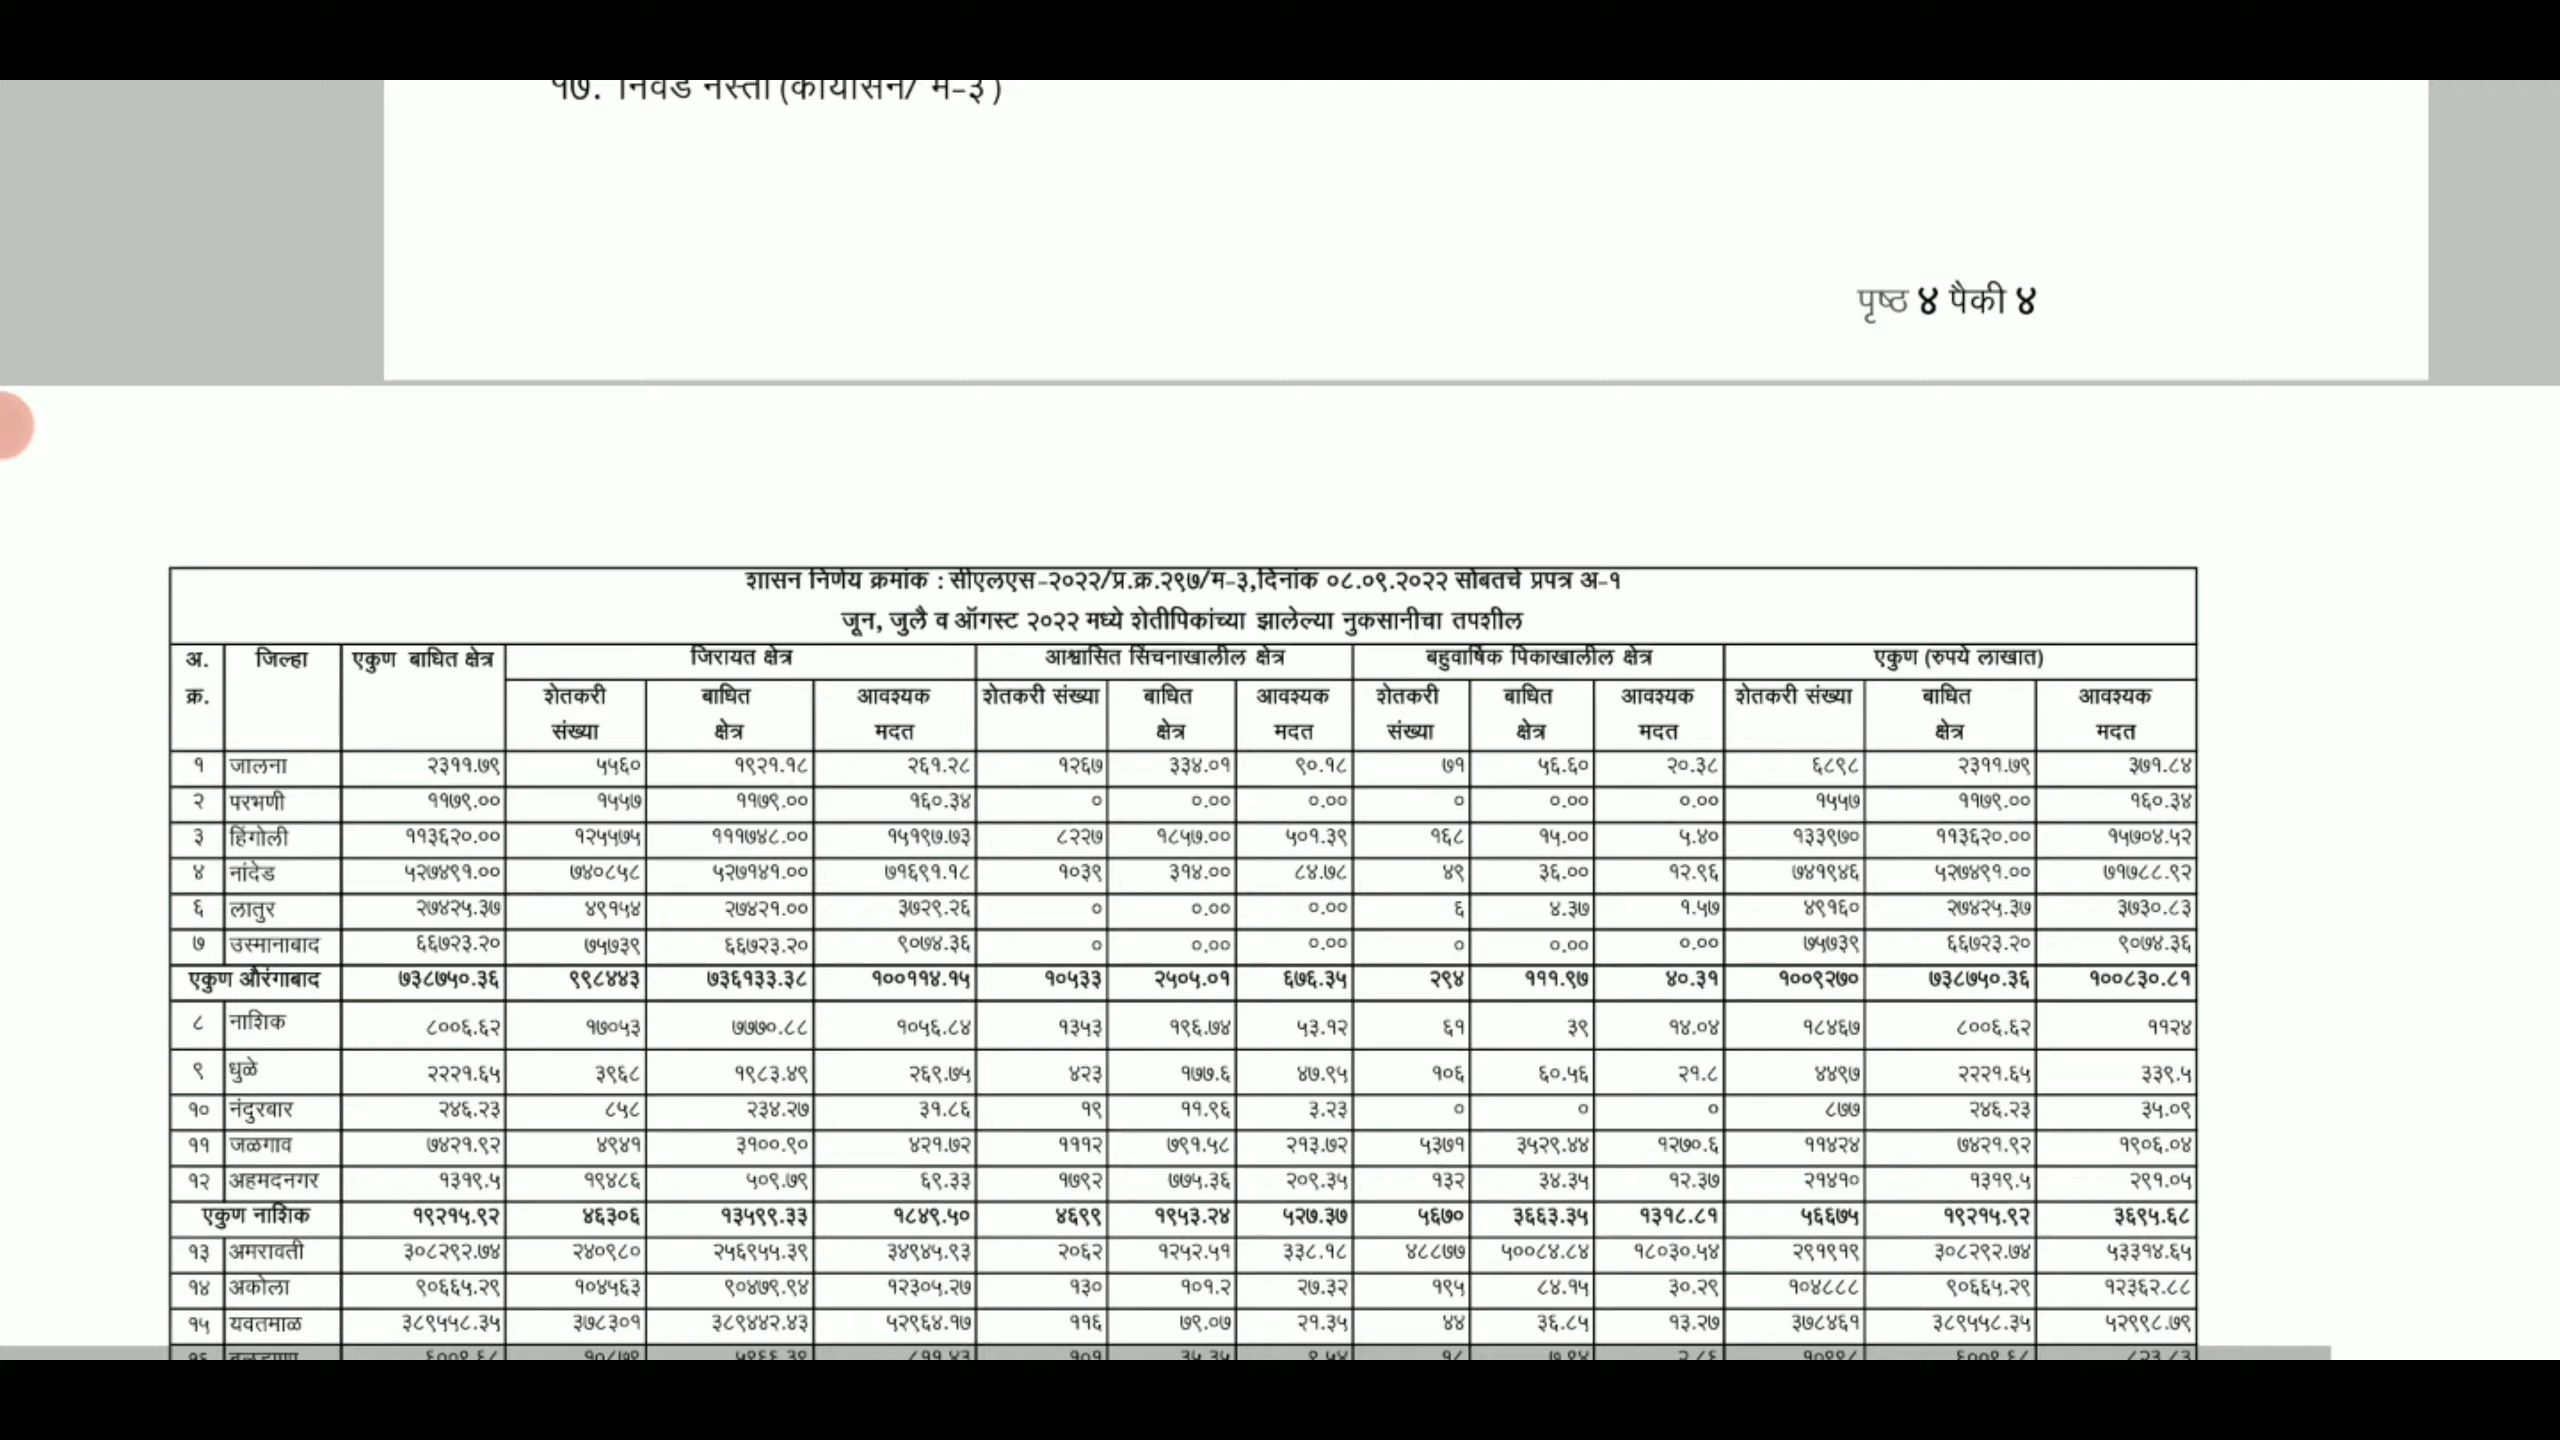 १७. निवड नस्ती (कार्यासन/ म-३)
पृष्ठ ४ पैकी ४
शासन निर्णय क्रमांक : सीएलएस-२०२२/प्र.क्र.२९७/म-३,दिनांक ०८.०९.२०२२ सोबतचे प्रपत्र अ-१
जून, जुलै व ऑगस्ट २०२२ मध्ये शेतीपिकांच्या झालेल्या नुकसानीचा तपशील
अ. क्र. जिल्हा एकुण बाधित क्षेत्र जिरायत क्षेत्र आश्वासित सिंचनाखालील क्षेत्र बहुवार्षिक पिकाखालील क्षेत्र एकुण (रुपये लाखात)
शेतकरी संख्या बाधित क्षेत्र आवश्यक मदत शेतकरी संख्या बाधित क्षेत्र आवश्यक मदत शेतकरी संख्या बाधित क्षेत्र आवश्यक मदत शेतकरी संख्या बाधित क्षेत्र आवश्यक मदत
१ जालना २३११.७९ ५५६० १९२१.१८ २६१.२८ १२६७ ३३४.०१ ९०.१८ ७१ ५६.६० २०.३८ ६८९८ २३११.७९ ३७१.८४
२ परभणी ११७९.०० १५५७ ११७९.०० १६०.३४ ० ०.०० ०.०० ० ०.०० ०.०० १५५७ ११७९.०० १६०.३४
३ हिंगोली ११३६२०.०० १२५५७५ १११७४८.०० १५१९७.७३ ८२२७ १८५७.०० ५०१.३९ १६८ १५.०० ५.४० १३३९७० ११३६२०.०० १५७०४.५२
४ नांदेड ५२७४९१.०० ७४०८५८ ५२७१४१.०० ७१६९१.१८ १०३९ ३१४.०० ८४.७८ ४९ ३६.०० १२.९६ ७४१९४६ ५२७४९१.०० ७१७८८.९२
६ लातुर २७४२५.३७ ४९१५४ २७४२१.०० ३७२९.२६ ० ०.०० ०.०० ६ ४.३७ १.५७ ४९१६० २७४२५.३७ ३७३०.८३
७ उस्मानाबाद ६६७२३.२० ७५७३९ ६६७२३.२० ९०७४.३६ ० ०.०० ०.०० ० ०.०० ०.०० ७५७३९ ६६७२३.२० ९०७४.३६
एकुण औरंगाबाद ७३८७५०.३६ ९९८४४३ ७३६१३३.३८ १००११४.१५ १०५३३ २५०५.०१ ६७६.३५ २९४ १११.९७ ४०.३१ १००९२७० ७३८७५०.३६ १००८३०.८१
८ नाशिक ८००६.६२ १७०५३ ७७७०.८८ १०५६.८४ १३५३ १९६.७४ ५३.१२ ६१ ३९ १४.०४ १८४६७ ८००६.६२ ११२४
९ धुळे २२२१.६५ ३९६८ १९८३.४९ २६९.७५ ४२३ १७७.६ ४७.९५ १०६ ६०.५६ २१.८ ४४९७ २२२१.६५ ३३९.५
१० नंदुरबार २४६.२३ ८५८ २३४.२७ ३१.८६ १९ ११.९६ ३.२३ ० ० ० ८७७ २४६.२३ ३५.०९
११ जळगाव ७४२१.९२ ४९४१ ३१००.९० ४२१.७२ १११२ ७९१.५८ २१३.७२ ५३७१ ३५२९.४४ १२७०.६ ११४२४ ७४२१.९२ १९०६.०४
१२ अहमदनगर १३१९.५ १९४८६ ५०९.७९ ६९.३३ १७९२ ७७५.३६ २०९.३५ १३२ ३४.३५ १२.३७ २१४१० १३१९.५ २९१.०५
एकुण नाशिक १९२१५.९२ ४६३०६ १३५९९.३३ १८४९.५० ४६९९ १९५३.२४ ५२७.३७ ५६७० ३६६३.३५ १३१८.८१ ५६६७५ १९२१५.९२ ३६९५.६८
१३ अमरावती ३०८२९२.७४ २४०९८० २५६९५५.३९ ३४९४५.९३ २०६२ १२५२.५१ ३३८.१८ ४८८७७ ५००८४.८४ १८०३०.५४ २९१९१९ ३०८२९२.७४ ५३३१४.६५
१४ अकोला ९०६६५.२९ १०४५६३ ९०४७९.९४ १२३०५.२७ १३० १०१.२ २७.३२ १९५ ८४.१५ ३०.२९ १०४८८८ ९०६६५.२९ १२३६२.८८
१५ यवतमाळ ३८९५५८.३५ ३७८३०१ ३८९४४२.४३ ५२९६४.१७ ११६ ७९.०७ २१.३५ ४४ ३६.८५ १३.२७ ३७८४६१ ३८९५५८.३५ ५२९९८.७९